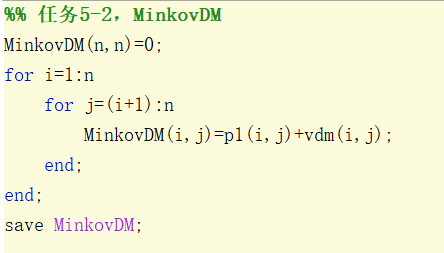 %% 任务5-2，MinkovDM
MinkovDM(n,n)=0;
for i=1:n
    for j=(i+1):n
        MinkovDM(i,j)=p1(i,j)+vdm(i,j);
    end;
end;
save MinkovDM;